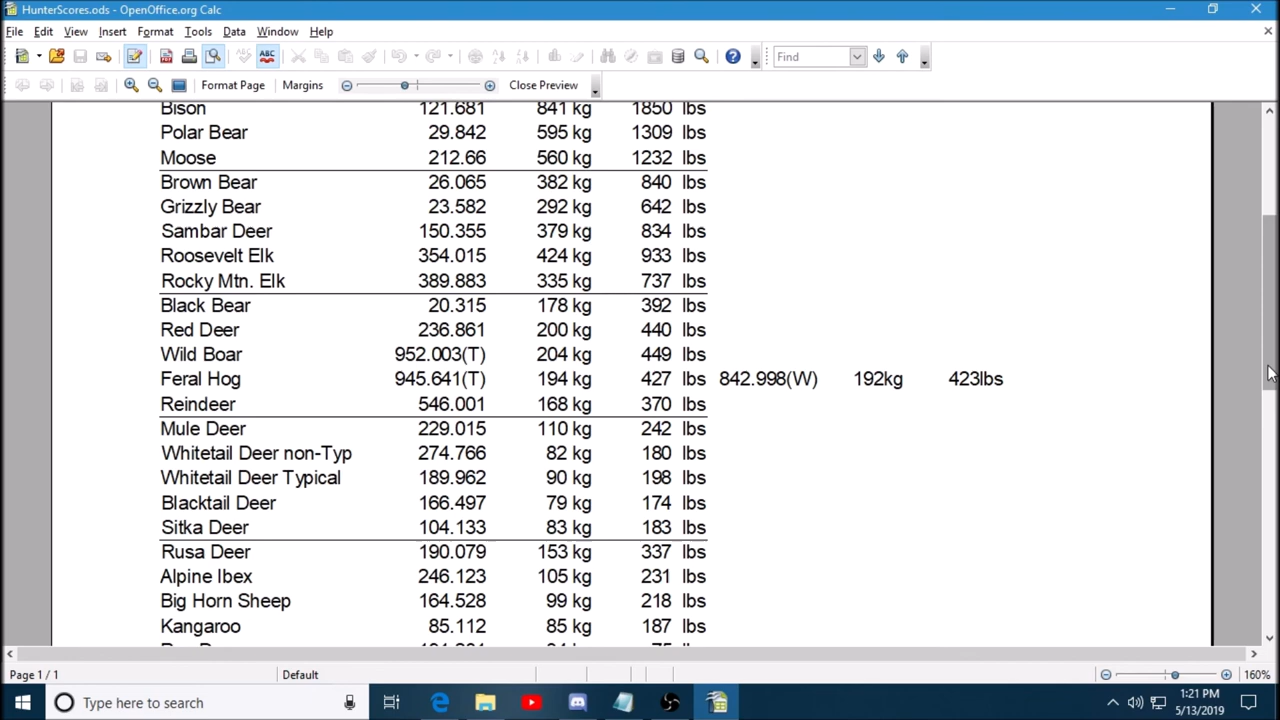 HunterScores.ods - OpenOffice.org Calc
File Edit View Insert Format Tools Data Window Help
ABC ABC Find
Format Page Margins Close Preview
Bison 121.681 841 kg 1850 lbs
Polar Bear 29.842 595 kg 1309 lbs
Moose 212.66 560 kg 1232 lbs
Brown Bear 26.065 382 kg 840 lbs
Grizzly Bear 23.582 292 kg 642 lbs
Sambar Deer 150.355 379 kg 834 lbs
Roosevelt Elk 354.015 424 kg 933 lbs
Rocky Mtn. Elk 389.883 335 kg 737 lbs
Black Bear 20.315 178 kg 392 lbs
Red Deer 236.861 200 kg 440 lbs
Wild Boar 952.003(T) 204 kg 449 lbs
Feral Hog 945.641(T) 194 kg 427 lbs 842.998(W) 192kg 423lbs
Reindeer 546.001 168 kg 370 lbs
Mule Deer 229.015 110 kg 242 lbs
Whitetail Deer non-Typ 274.766 82 kg 180 lbs
Whitetail Deer Typical 189.962 90 kg 198 lbs
Blacktail Deer 166.497 79 kg 174 lbs
Sitka Deer 104.133 83 kg 183 lbs
Rusa Deer 190.079 153 kg 337 lbs
Alpine Ibex 246.123 105 kg 231 lbs
Big Horn Sheep 164.528 99 kg 218 lbs
Kangaroo 85.112 85 kg 187 lbs
Page 1 / 1 Default 160%
Type here to search 1:21 PM
5/13/2019